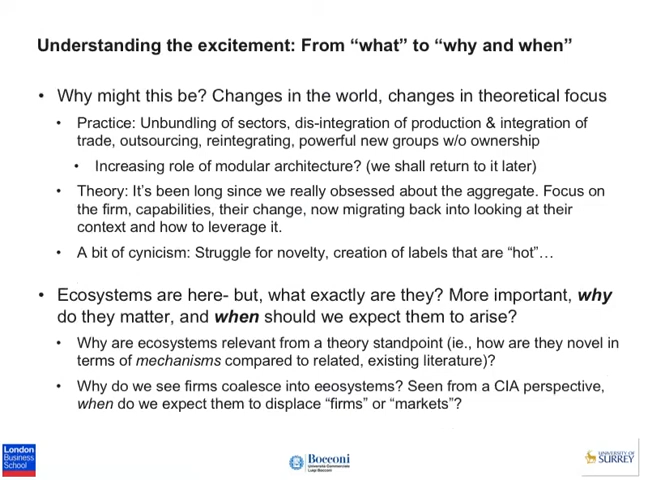 Understanding the excitement: From “what” to “why and when”
• Why might this be? Changes in the world, changes in theoretical focus
• Practice: Unbundling of sectors, dis-integration of production & integration of
trade, outsourcing, reintegrating, powerful new groups w/o ownership
• Increasing role of modular architecture? (we shall return to it later)
• Theory: It’s been long since we really obsessed about the aggregate. Focus on
the firm, capabilities, their change, now migrating back into looking at their
context and how to leverage it.
• A bit of cynicism: Struggle for novelty, creation of labels that are “hot”…
• Ecosystems are here- but, what exactly are they? More important, why
do they matter, and when should we expect them to arise?
• Why are ecosystems relevant from a theory standpoint (ie., how are they novel in
terms of mechanisms compared to related, existing literature)?
• Why do we see firms coalesce into eeosystems? Seen from a CIA perspective,
when do we expect them to displace “firms” or “markets”?
London
Business
School
Bocconi
Università Commerciale
Luigi Bocconi
UNIVERSITY OF
SURREY